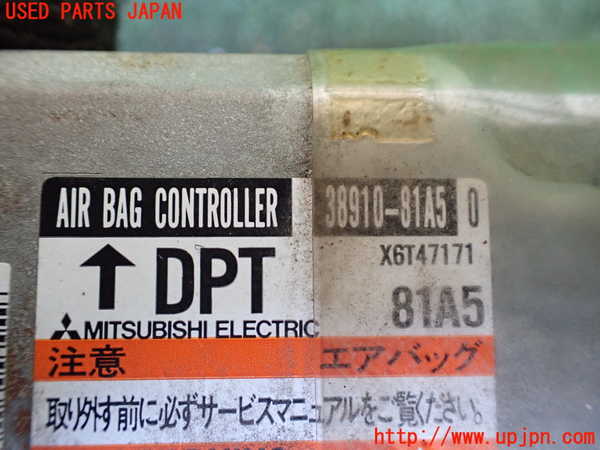 USED PARTS JAPAN
AIR BAG CONTROLLER 38910-81A5 0
X6T47171
↑ DPT 81A5
MITSUBISHI ELECTRIC
注意 エアバッグ
取り外す前に必ずサービスマニュアルをご覧ください。
http://www.upjpn.com/